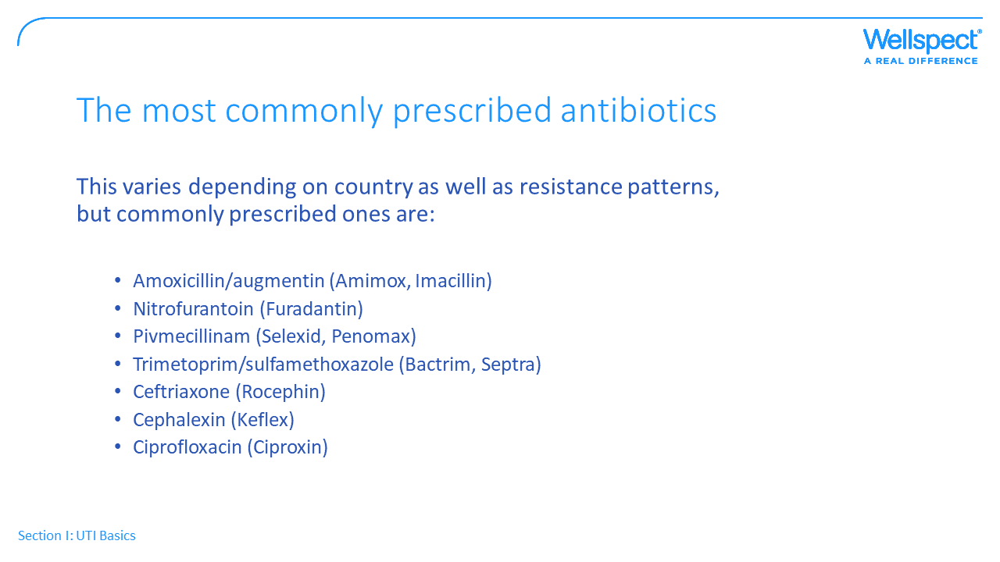 Wellspect®
A REAL DIFFERENCE
The most commonly prescribed antibiotics
This varies depending on country as well as resistance patterns,
but commonly prescribed ones are:
• Amoxicillin/augmentin (Amimox, Imacillin)
• Nitrofurantoin (Furadantin)
• Pivmecillinam (Selexid, Penomax)
• Trimetoprim/sulfamethoxazole (Bactrim, Septra)
• Ceftriaxone (Rocephin)
• Cephalexin (Keflex)
• Ciprofloxacin (Ciproxin)
Section I: UTI Basics